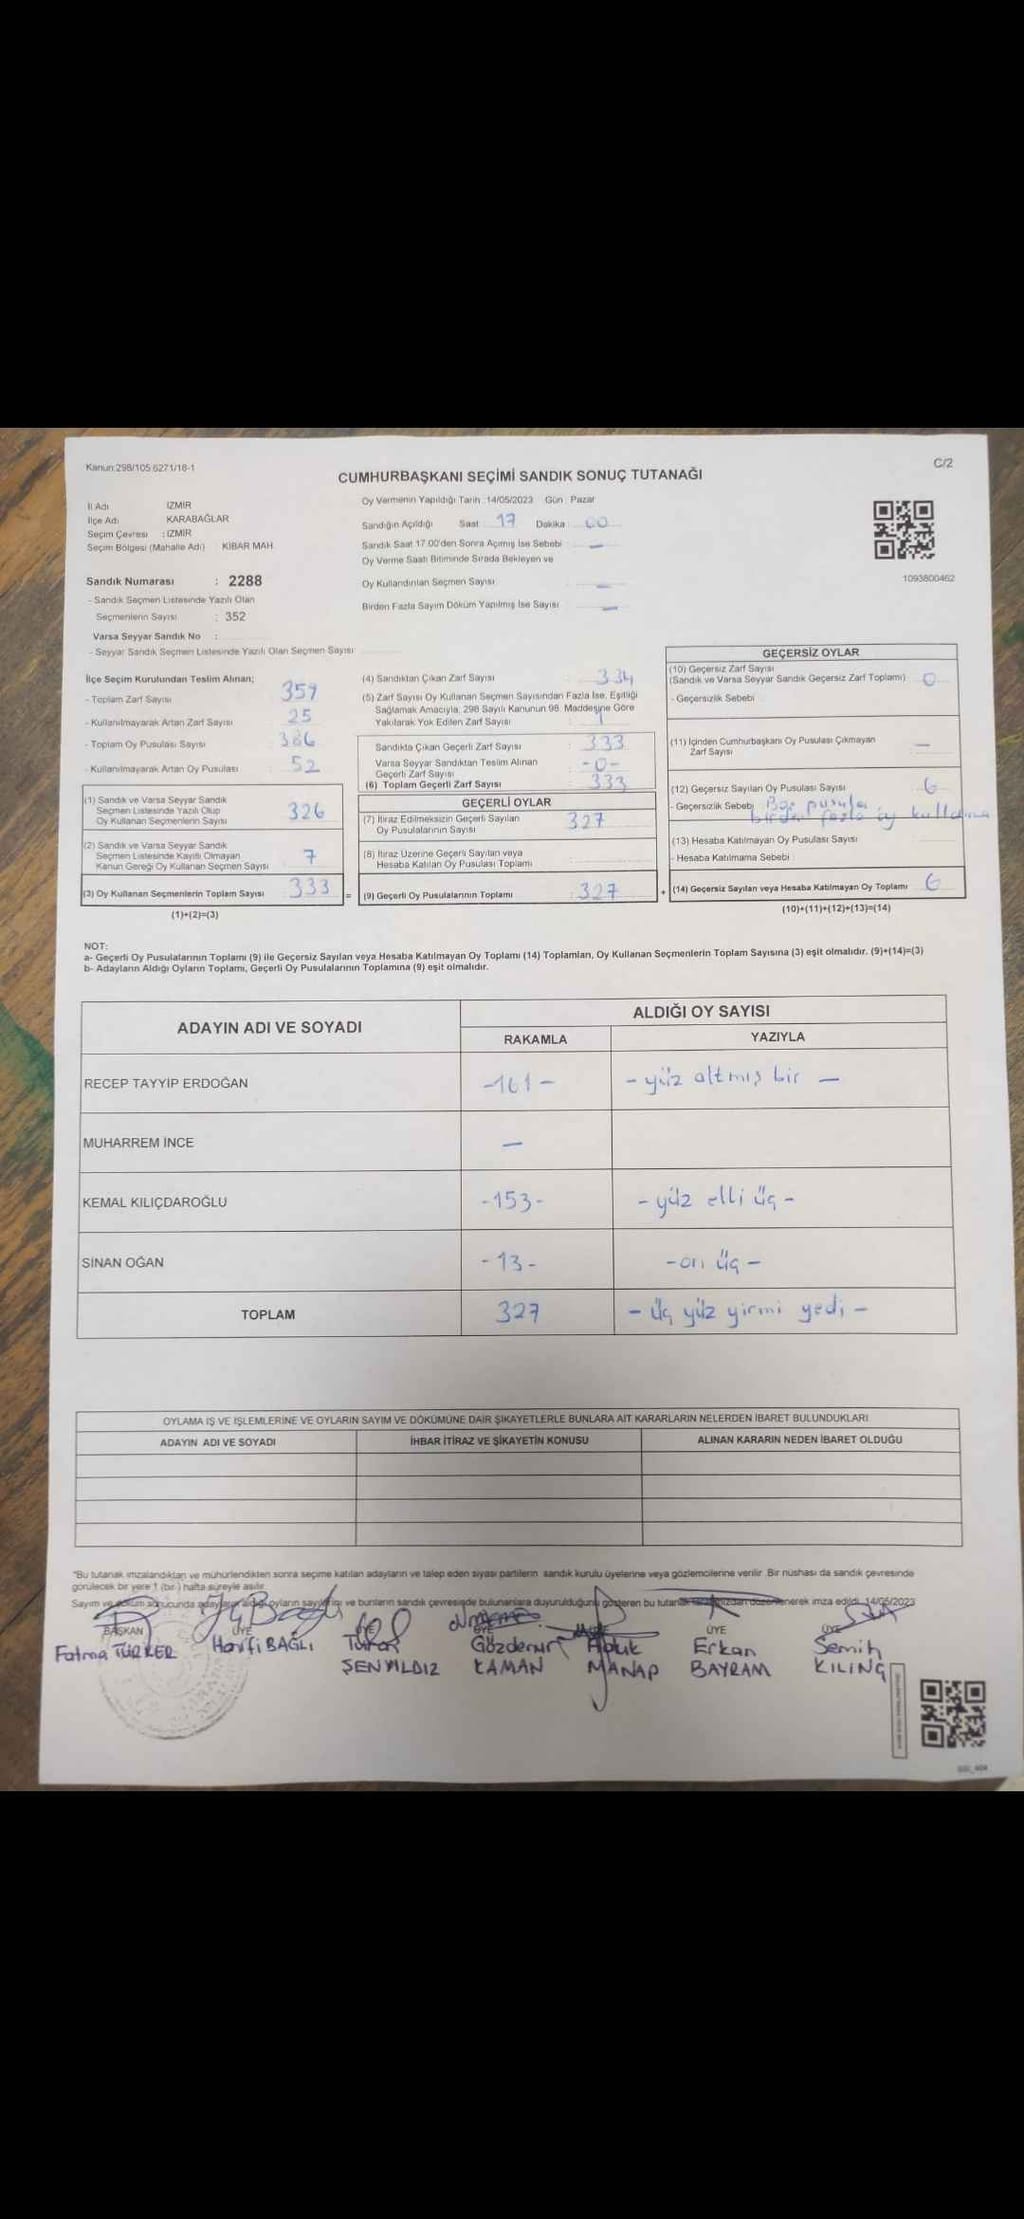 Kanun:298/105 6271/18-1
C/2
CUMHURBAŞKANI SEÇİMİ SANDIK SONUÇ TUTANAĞI
İl Adı İZMİR
İlçe Adı KARABAĞLAR
Seçim Çevresi : İZMİR
Seçim Bölgesi (Mahalle Adı) KİBAR MAH
Sandık Numarası : 2288
- Sandık Seçmen Listesinde Yazılı Olan
Seçmenlerin Sayısı : 352
Varsa Seyyar Sandık No :
- Seyyar Sandık Seçmen Listesinde Yazılı Olan Seçmen Sayısı
Oy Vermenin Yapıldığı Tarih :14/05/2023 Gün : Pazar
Sandığın Açıldığı Saat 17 Dakika : 00
Sandık Saat 17.00'den Sonra Açımış İse Sebebi : —
Oy Verme Saati Bitiminde Sırada Bekleyen ve
Oy Kullandırılan Seçmen Sayısı : —
Birden Fazla Sayım Döküm Yapılmış İse Sayısı : —
1093800462
İlçe Seçim Kurulundan Teslim Alınan;
- Toplam Zarf Sayısı 359
- Kullanılmayarak Artan Zarf Sayısı 25
- Toplam Oy Pusulası Sayısı 386
- Kullanılmayarak Artan Oy Pusulası 52
(1) Sandık ve Varsa Seyyar Sandık
Seçmen Listesinde Yazılı Olup
Oy Kullanan Seçmenlerin Sayısı 326
(2) Sandık ve Varsa Seyyar Sandık
Seçmen Listesinde Kayıtlı Olmayan
Kanun Gereği Oy Kullanan Seçmen Sayısı 7
(3) Oy Kullanan Seçmenlerin Toplam Sayısı 333 =
(1)+(2)=(3)
(4) Sandıktan Çıkan Zarf Sayısı : 334
(5) Zarf Sayısı Oy Kullanan Seçmen Sayısından Fazla İse, Eşitliği
Sağlamak Amacıyla; 298 Sayılı Kanunun 98. Maddesine Göre
Yakılarak Yok Edilen Zarf Sayısı : 1
Sandıkta Çıkan Geçerli Zarf Sayısı : 333
Varsa Seyyar Sandıktan Teslim Alınan
Geçerli Zarf Sayısı : -0-
(6) Toplam Geçerli Zarf Sayısı : 333
GEÇERLİ OYLAR
(7) İtiraz Edilmeksizin Geçerli Sayılan
Oy Pusulalarının Sayısı : 327
(8) İtiraz Üzerine Geçerli Sayılan veya
Hesaba Katılan Oy Pusulası Toplamı :
(9) Geçerli Oy Pusulalarının Toplamı : 327 +
GEÇERSİZ OYLAR
(10) Geçersiz Zarf Sayısı
(Sandık ve Varsa Seyyar Sandık Geçersiz Zarf Toplamı) : 0
- Geçersizlik Sebebi :
(11) İçinden Cumhurbaşkanı Oy Pusulası Çıkmayan
Zarf Sayısı —
(12) Geçersiz Sayılan Oy Pusulası Sayısı : 6
- Geçersizlik Sebebi pusula
birden fazla oy
(13) Hesaba Katılmayan Oy Pusulası Sayısı :
- Hesaba Katılmama Sebebi :
(14) Geçersiz Sayılan veya Hesaba Katılmayan Oy Toplamı 6
(10)+(11)+(12)+(13)=(14)
NOT:
a- Geçerli Oy Pusulalarının Toplamı (9) ile Geçersiz Sayılan veya Hesaba Katılmayan Oy Toplamı (14) Toplamları, Oy Kullanan Seçmenlerin Toplam Sayısına (3) eşit olmalıdır. (9)+(14)=(3)
b- Adayların Aldığı Oyların Toplamı, Geçerli Oy Pusulalarının Toplamına (9) eşit olmalıdır.
ADAYIN ADI VE SOYADI ALDIĞI OY SAYISI
RAKAMLA YAZIYLA
RECEP TAYYİP ERDOĞAN -161- - yüz altmış bir -
MUHARREM İNCE —
KEMAL KILIÇDAROĞLU -153- - yüz elli üç -
SİNAN OĞAN -13- - on üç -
TOPLAM 327 - üç yüz yirmi yedi -
OYLAMA İŞ VE İŞLEMLERİNE VE OYLARIN SAYIM VE DÖKÜMÜNE DAİR ŞİKAYETLERLE BUNLARA AİT KARARLARIN NELERDEN İBARET BULUNDUKLARI
ADAYIN ADI VE SOYADI İHBAR İTİRAZ VE ŞİKAYETİN KONUSU ALINAN KARARIN NEDEN İBARET OLDUĞU
*Bu tutanak imzalandıktan ve mühürlendikten sonra seçime katılan adayların ve talep eden siyasi partilerin sandık kurulu üyelerine veya gözlemcilerine verilir. Bir nüshası da sandık çevresinde
görülecek bir yere 1 (bir ) hafta süreyle asılır.
Sayım ve döküm sonucunda adayların aldığı oyların sayılarını ve bunların sandık çevresinde bulunanlara duyurulduğunu gösteren bu tutanak imza edildi. 14/05/2023
BAŞKAN ÜYE ÜYE ÜYE ÜYE ÜYE
Fatma TÜRKER Hanifi BAĞLI ŞENYILDIZ Gözdenur KAMAN MANAP Erkan BAYRAM Semih KILINÇ